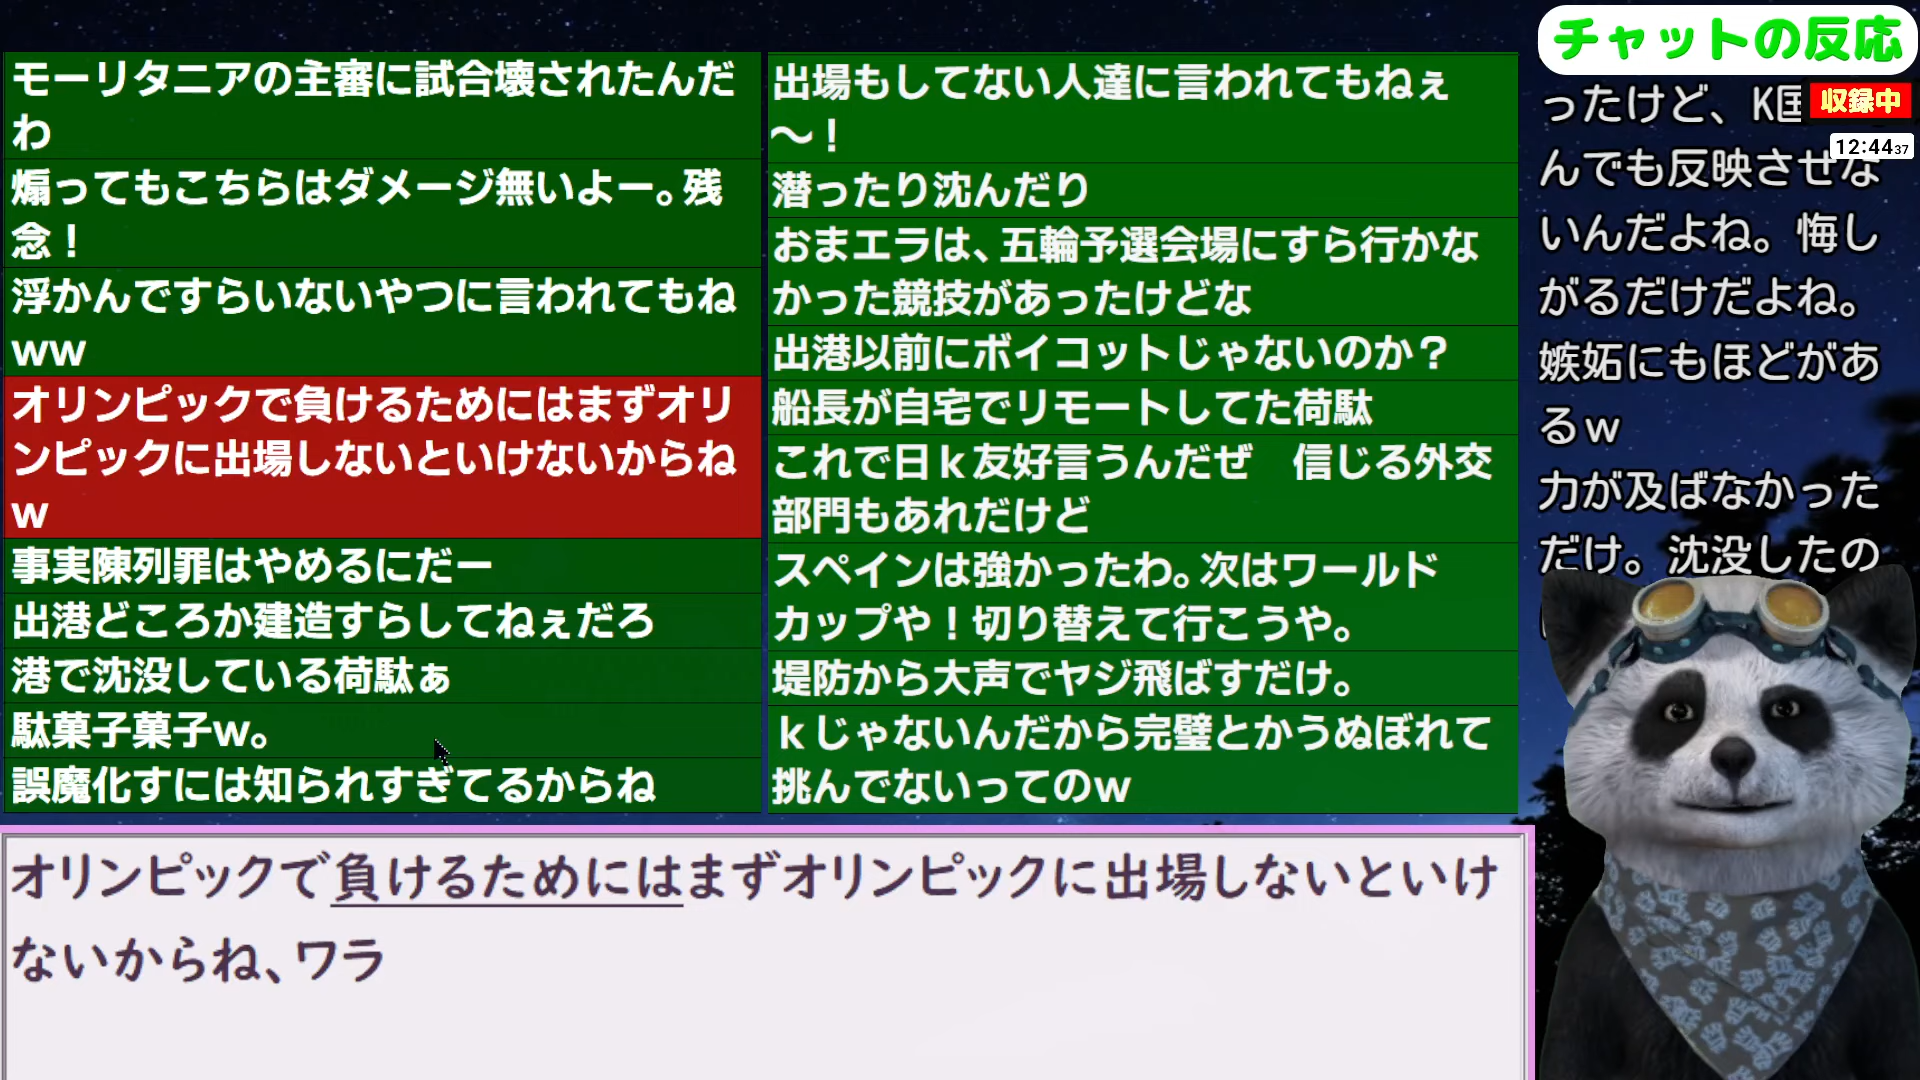 モーリタニアの主審に試合壊されたんだ
わ
煽ってもこちらはダメージ無いよー。残
念！
浮かんですらいないやつに言われてもね
ww
オリンピックで負けるためにはまずオリ
ンピックに出場しないといけないからね
w
事実陳列罪はやめるにだー
出港どころか建造すらしてねぇだろ
港で沈没している荷駄ぁ
駄菓子菓子w。
誤魔化すには知られすぎてるからね
出場もしてない人達に言われてもねぇ
～！
潜ったり沈んだり
おまエラは、五輪予選会場にすら行かな
かった競技があったけどな
出港以前にボイコットじゃないのか？
船長が自宅でリモートしてた荷駄
これで日ｋ友好言うんだぜ　信じる外交
部門もあれだけど
スペインは強かったわ。次はワールド
カップや！切り替えて行こうや。
堤防から大声でヤジ飛ばすだけ。
ｋじゃないんだから完璧とかうぬぼれて
挑んでないってのw
チャットの反応
ったけど、K国
収録中
12:44 37
んでも反映させな
いんだよね。悔し
がるだけだよね。
嫉妬にもほどがあ
るｗ
力が及ばなかった
だけ。沈没したの
オリンピックで負けるためにはまずオリンピックに出場しないといけ
ないからね、ワラ